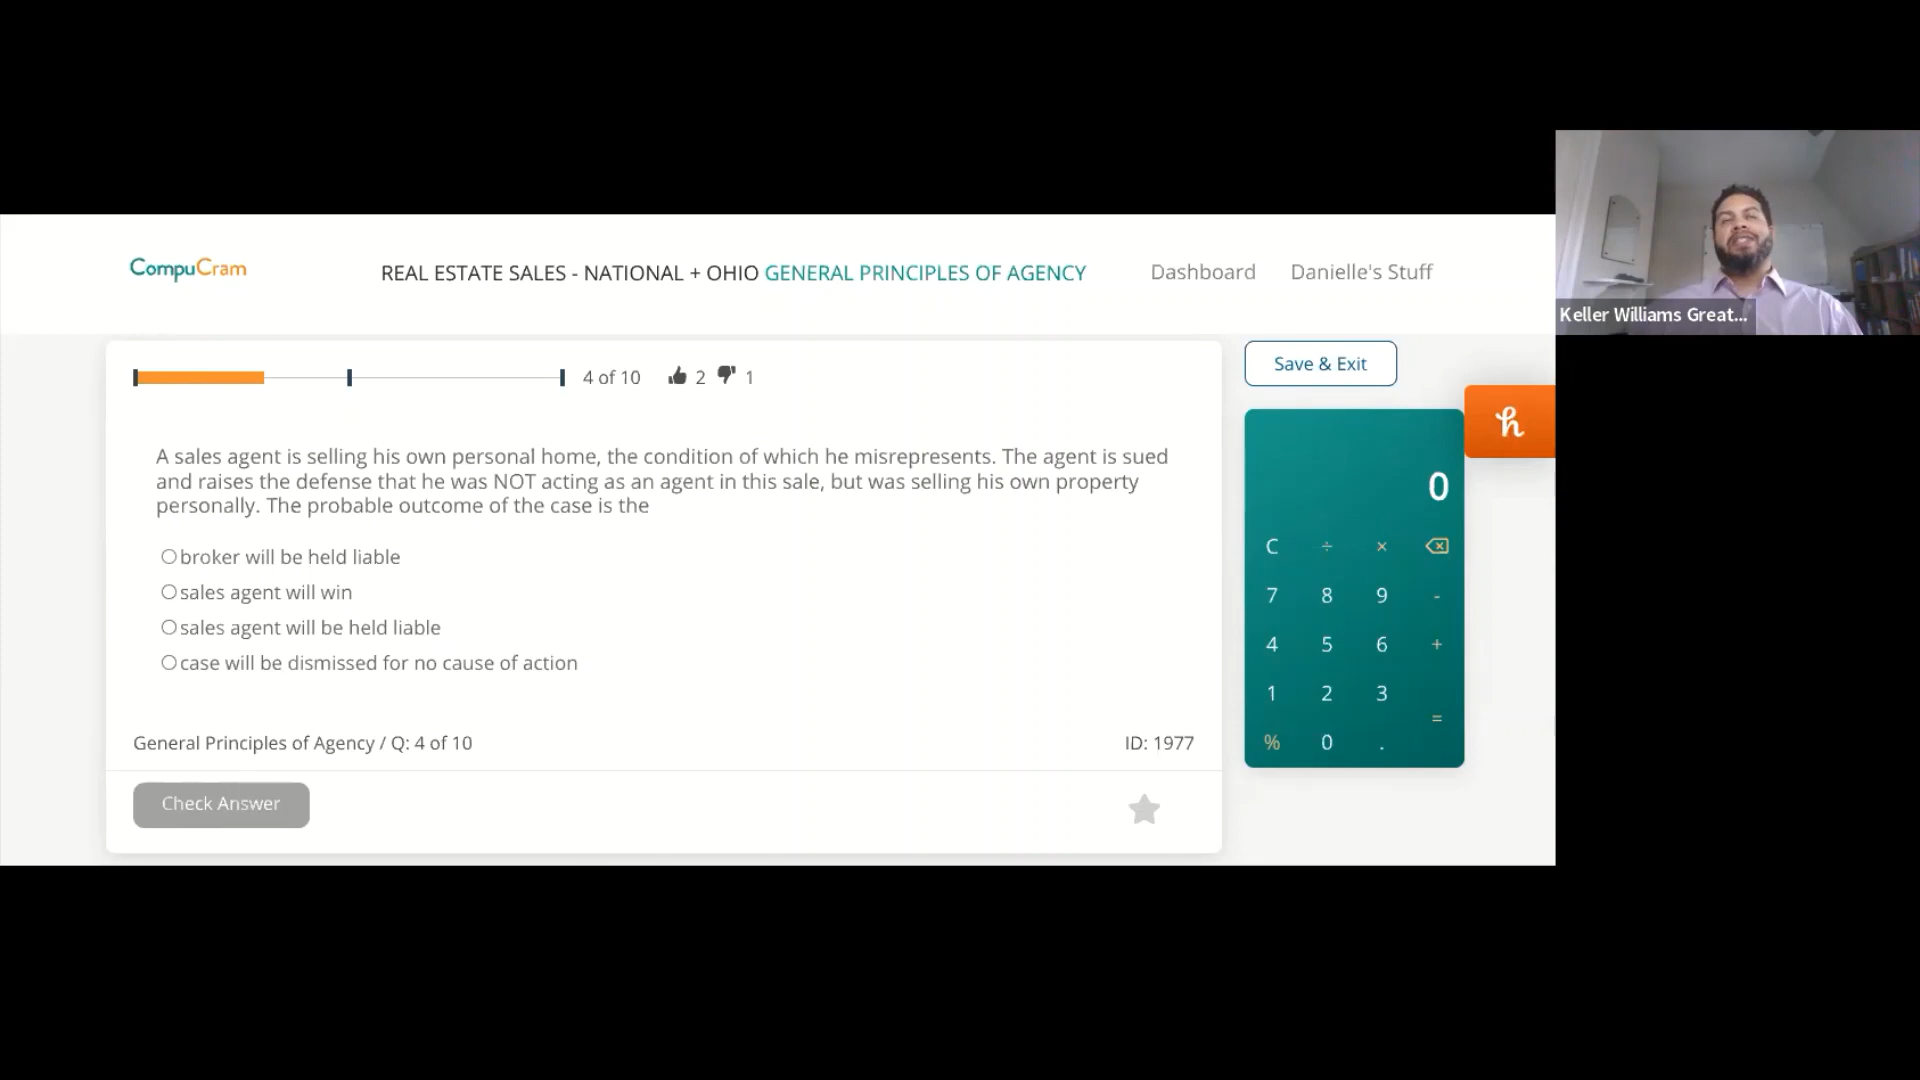 CompuCram
REAL ESTATE SALES - NATIONAL + OHIO GENERAL PRINCIPLES OF AGENCY
Dashboard
Danielle's Stuff
Keller Williams Great...
4 of 10
2
1
Save & Exit
A sales agent is selling his own personal home, the condition of which he misrepresents. The agent is sued
and raises the defense that he was NOT acting as an agent in this sale, but was selling his own property
personally. The probable outcome of the case is the
broker will be held liable
sales agent will win
sales agent will be held liable
case will be dismissed for no cause of action
General Principles of Agency / Q: 4 of 10
ID: 1977
Check Answer
h
0
C ÷ ×
7 8 9 -
4 5 6 +
1 2 3
=
% 0 .